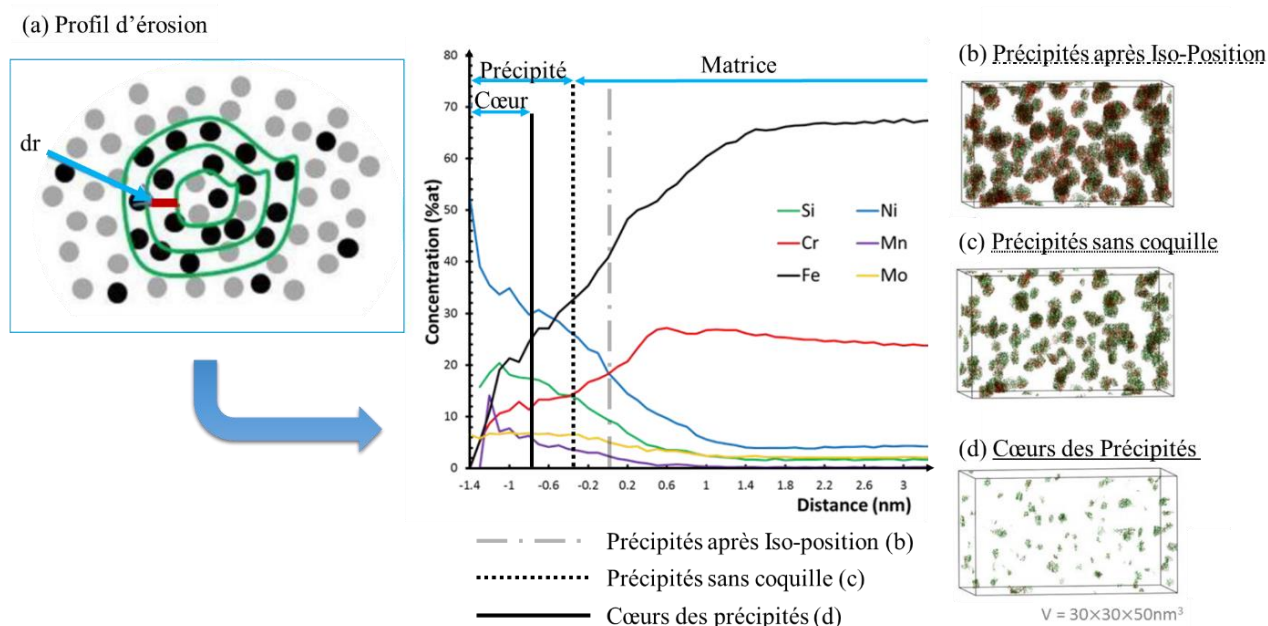 (a) Profil d'érosion
dr
Précipité
Matrice
Cœur
Concentration (%at)
80
70
60
50
40
30
20
10
0
Si
Ni
Cr
Mn
Fe
Mo
-1.4
-1
-0.6
-0.2
0.2
0.6
1
1.4
1.8
2.2
2.6
3
Distance (nm)
Précipités après Iso-position (b)
Précipités sans coquille (c)
Cœurs des précipités (d)
(b) Précipités après Iso-Position
(c) Précipités sans coquille
(d) Cœurs des Précipités
V = 30×30×50nm³